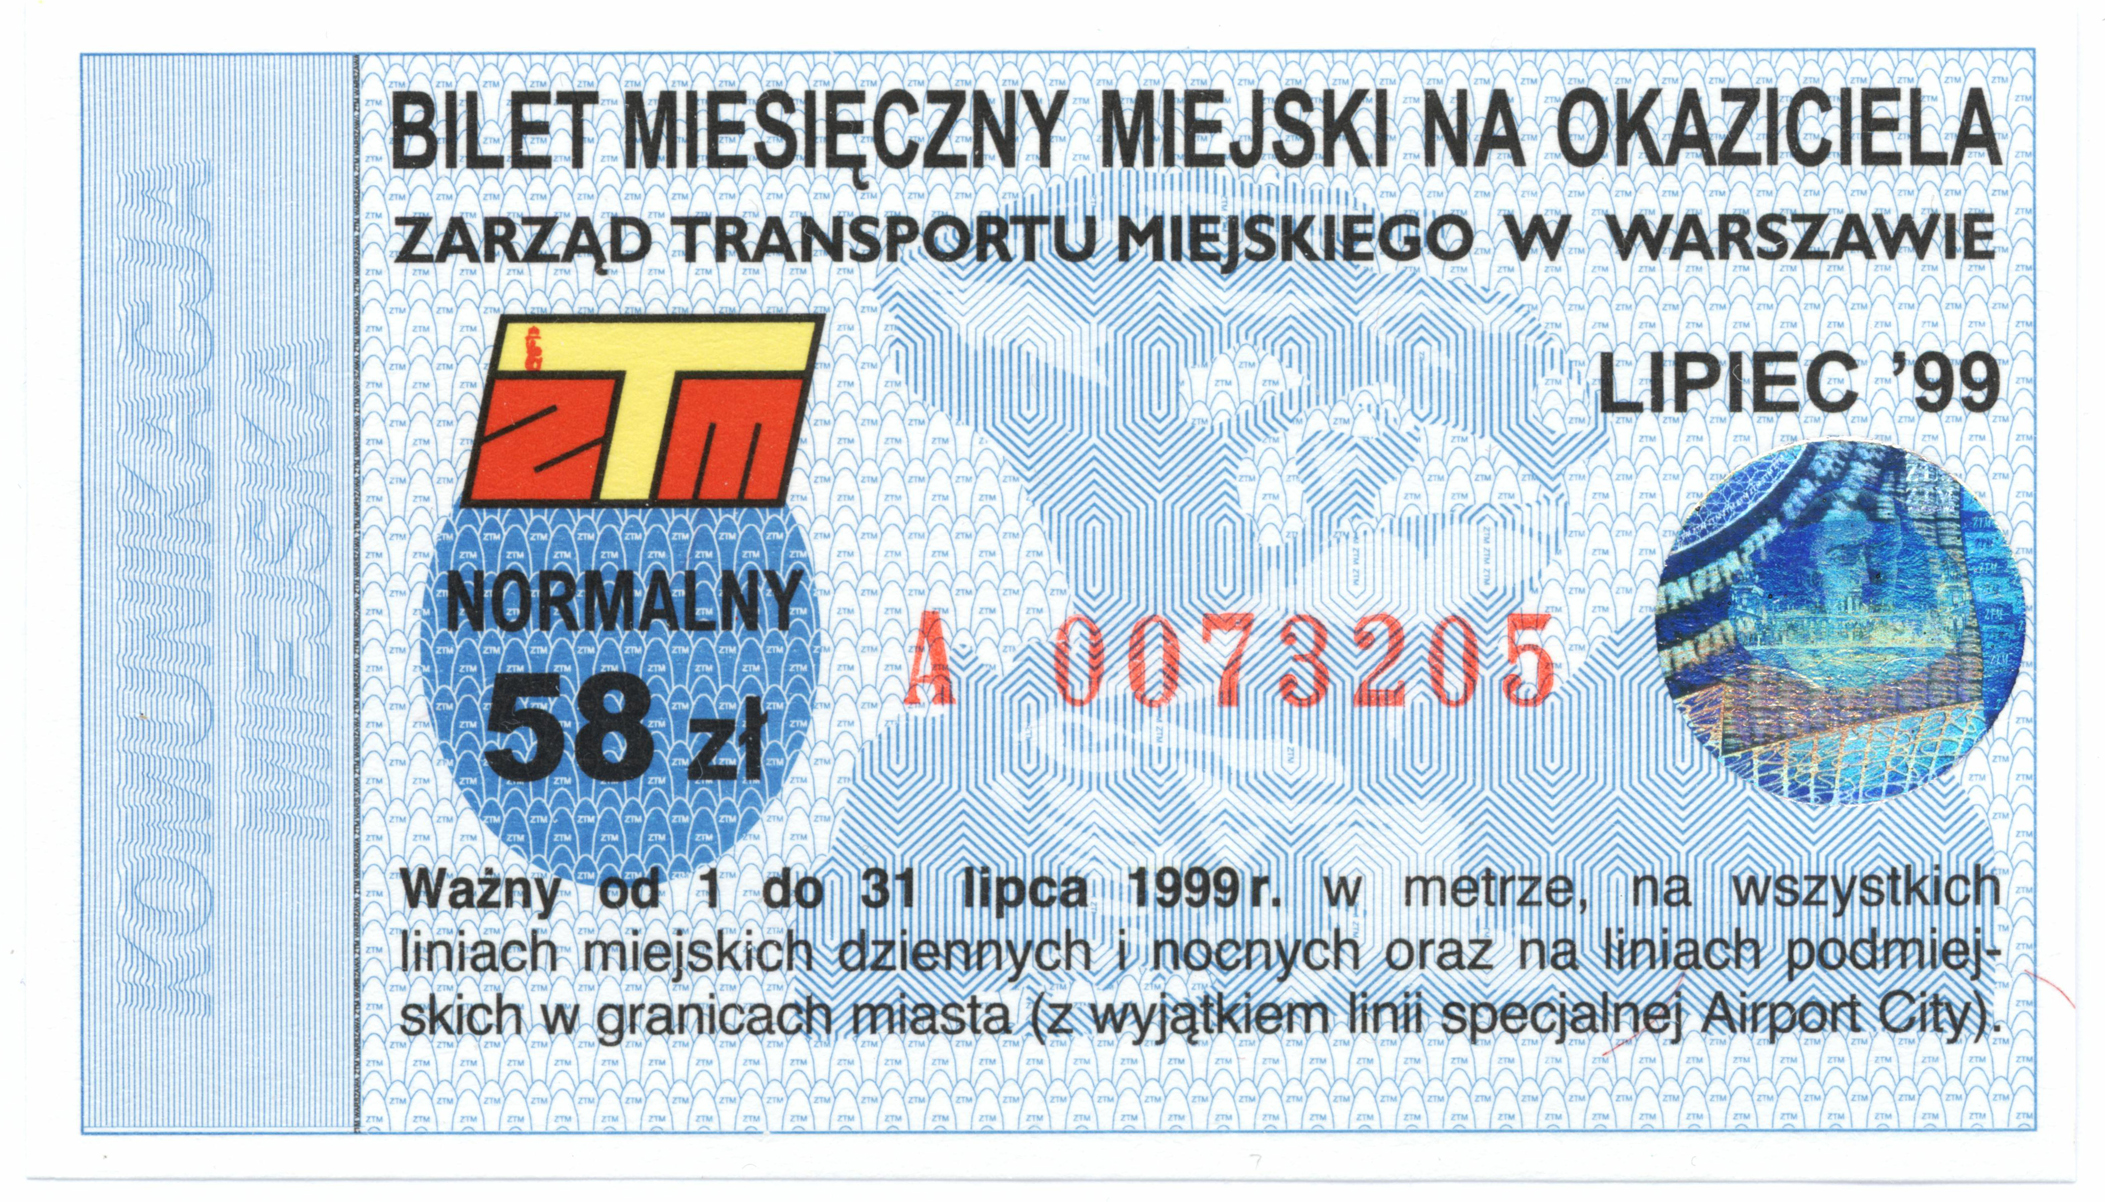 BILET MIESIĘCZNY MIEJSKI NA OKAZICIELA
ZARZĄD TRANSPORTU MIEJSKIEGO W WARSZAWIE
LIPIEC '99
ZTM
NORMALNY
58 zł
A 0073205
Ważny od 1 do 31 lipca 1999 r. w metrze, na wszystkich
liniach miejskich dziennych i nocnych oraz na liniach podmiej-
skich w granicach miasta (z wyjątkiem linii specjalnej Airport City).
KOMUNIKACJA
MIEJSKA